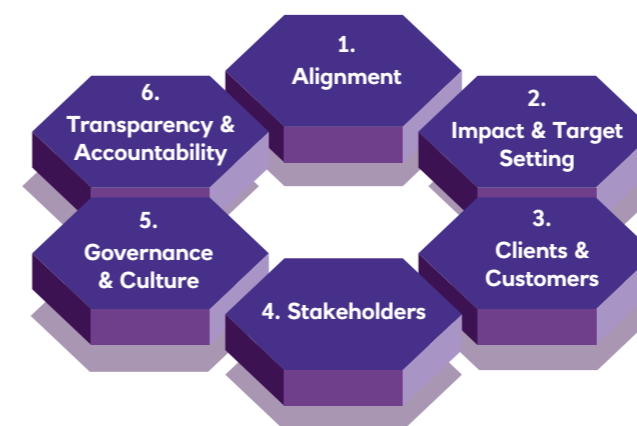 1.
Alignment
2.
Impact & Target
Setting
3.
Clients &
Customers
4. Stakeholders
5.
Governance
& Culture
6.
Transparency &
Accountability